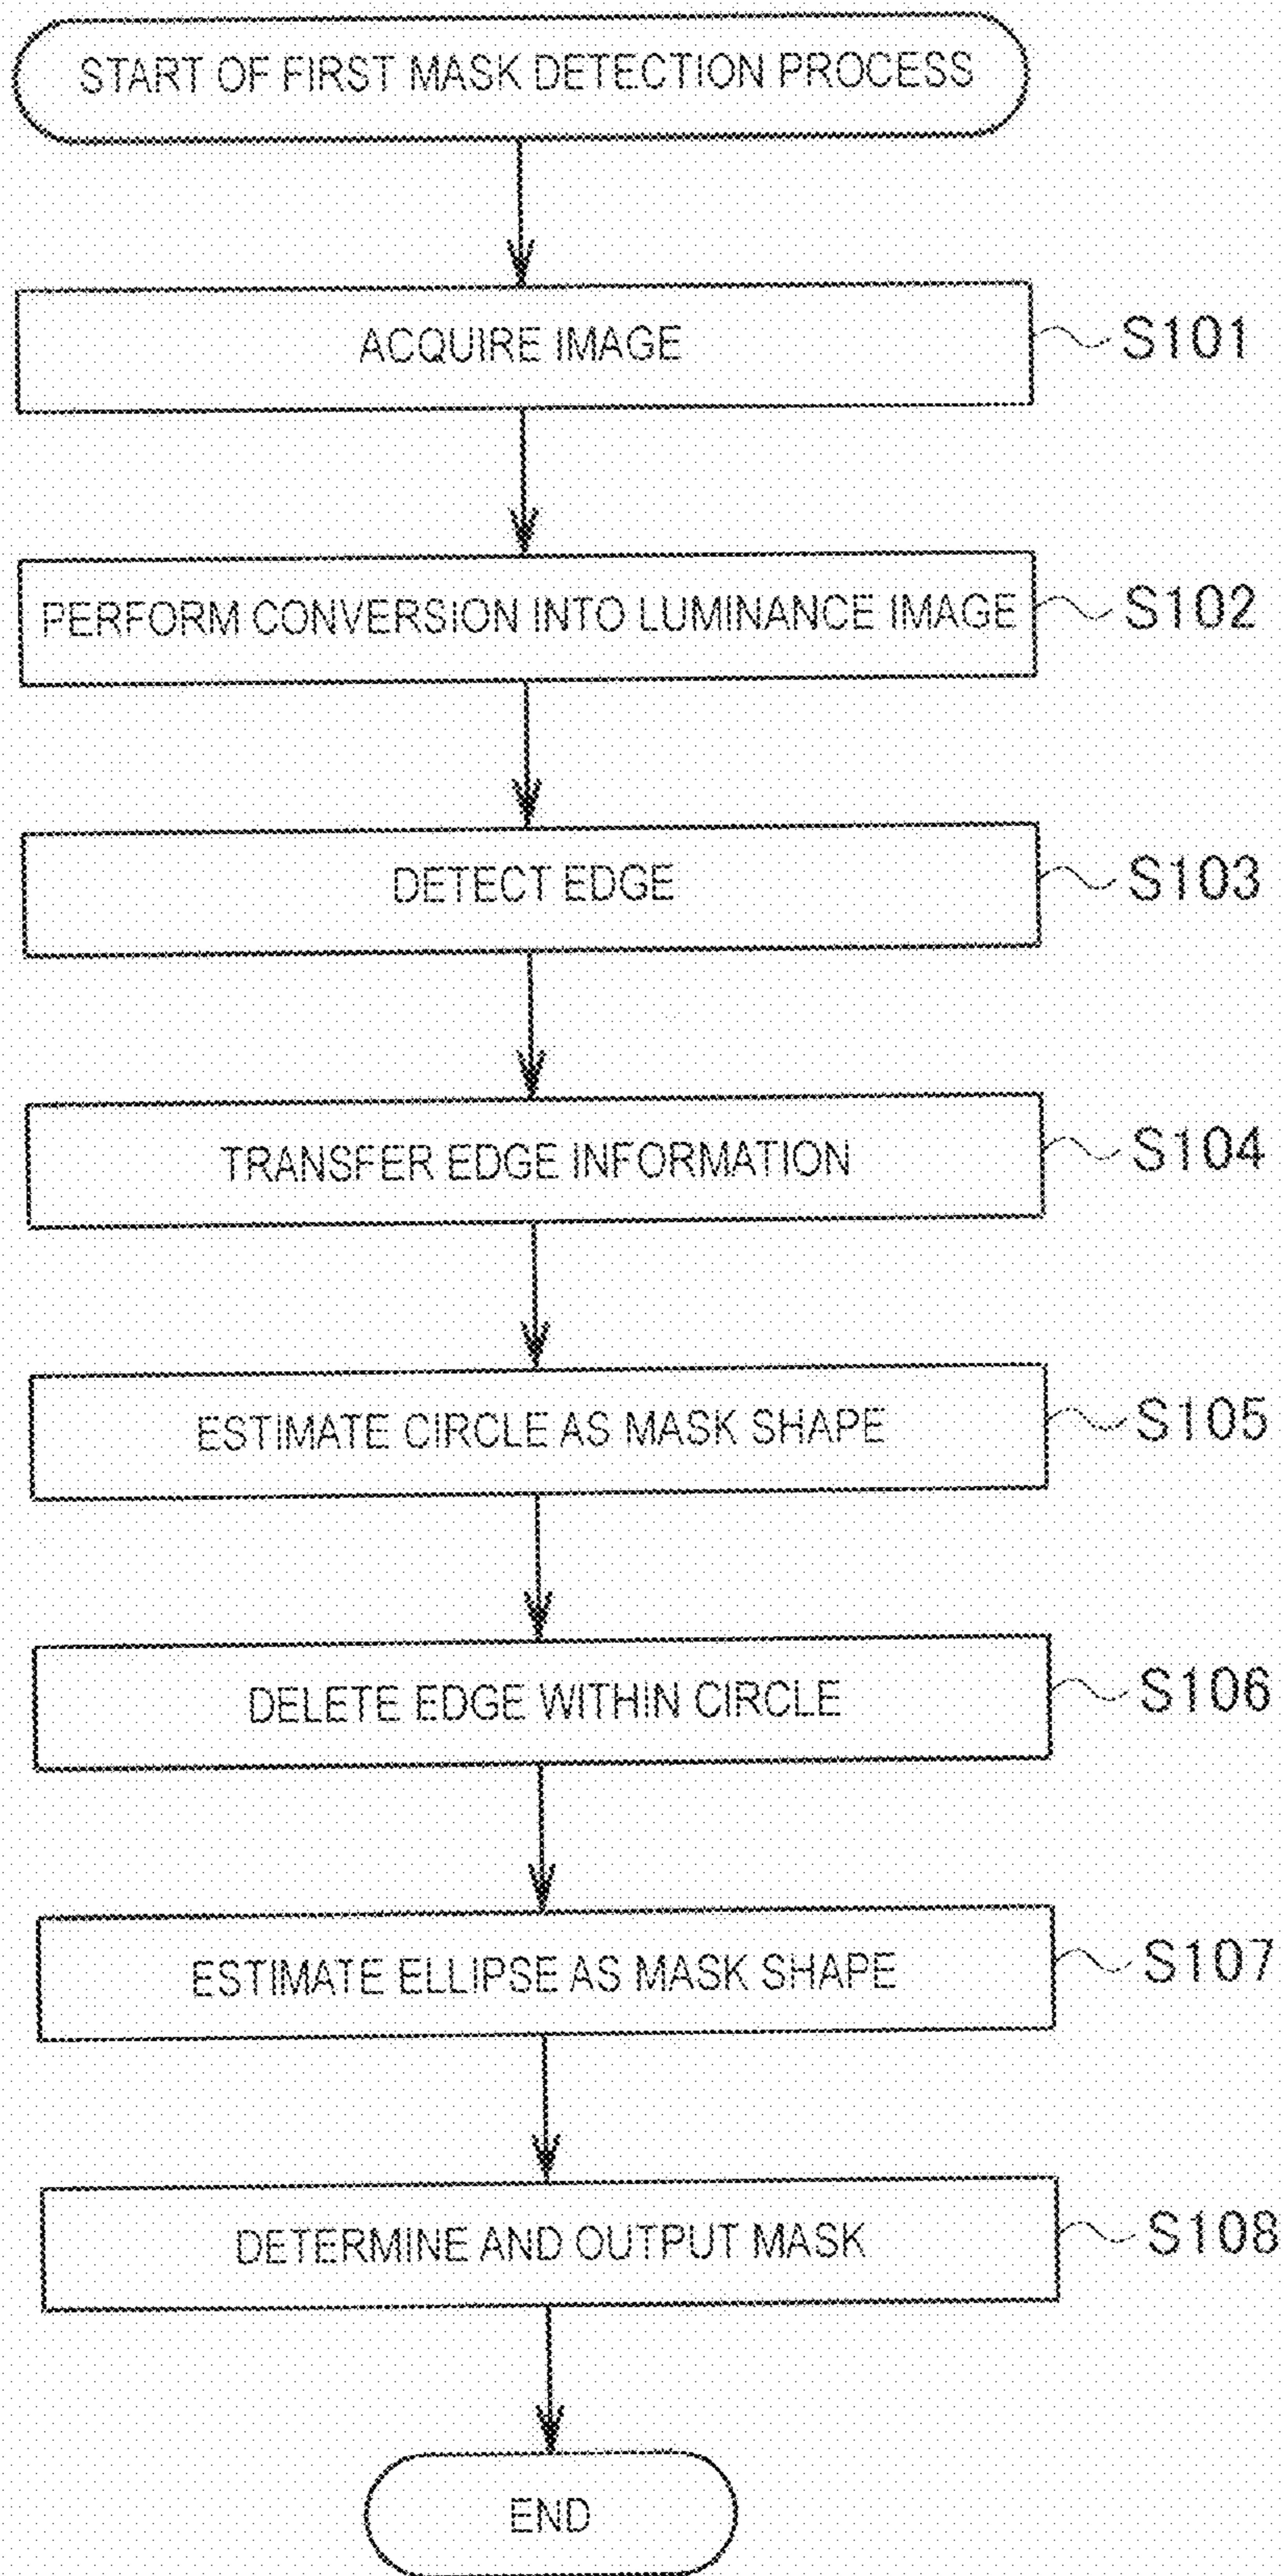 START OF FIRST MASK DETECTION PROCESS
ACQUIRE IMAGE S101
PERFORM CONVERSION INTO LUMINANCE IMAGE S102
DETECT EDGE S103
TRANSFER EDGE INFORMATION S104
ESTIMATE CIRCLE AS MASK SHAPE S105
DELETE EDGE WITHIN CIRCLE S106
ESTIMATE ELLIPSE AS MASK SHAPE S107
DETERMINE AND OUTPUT MASK S108
END